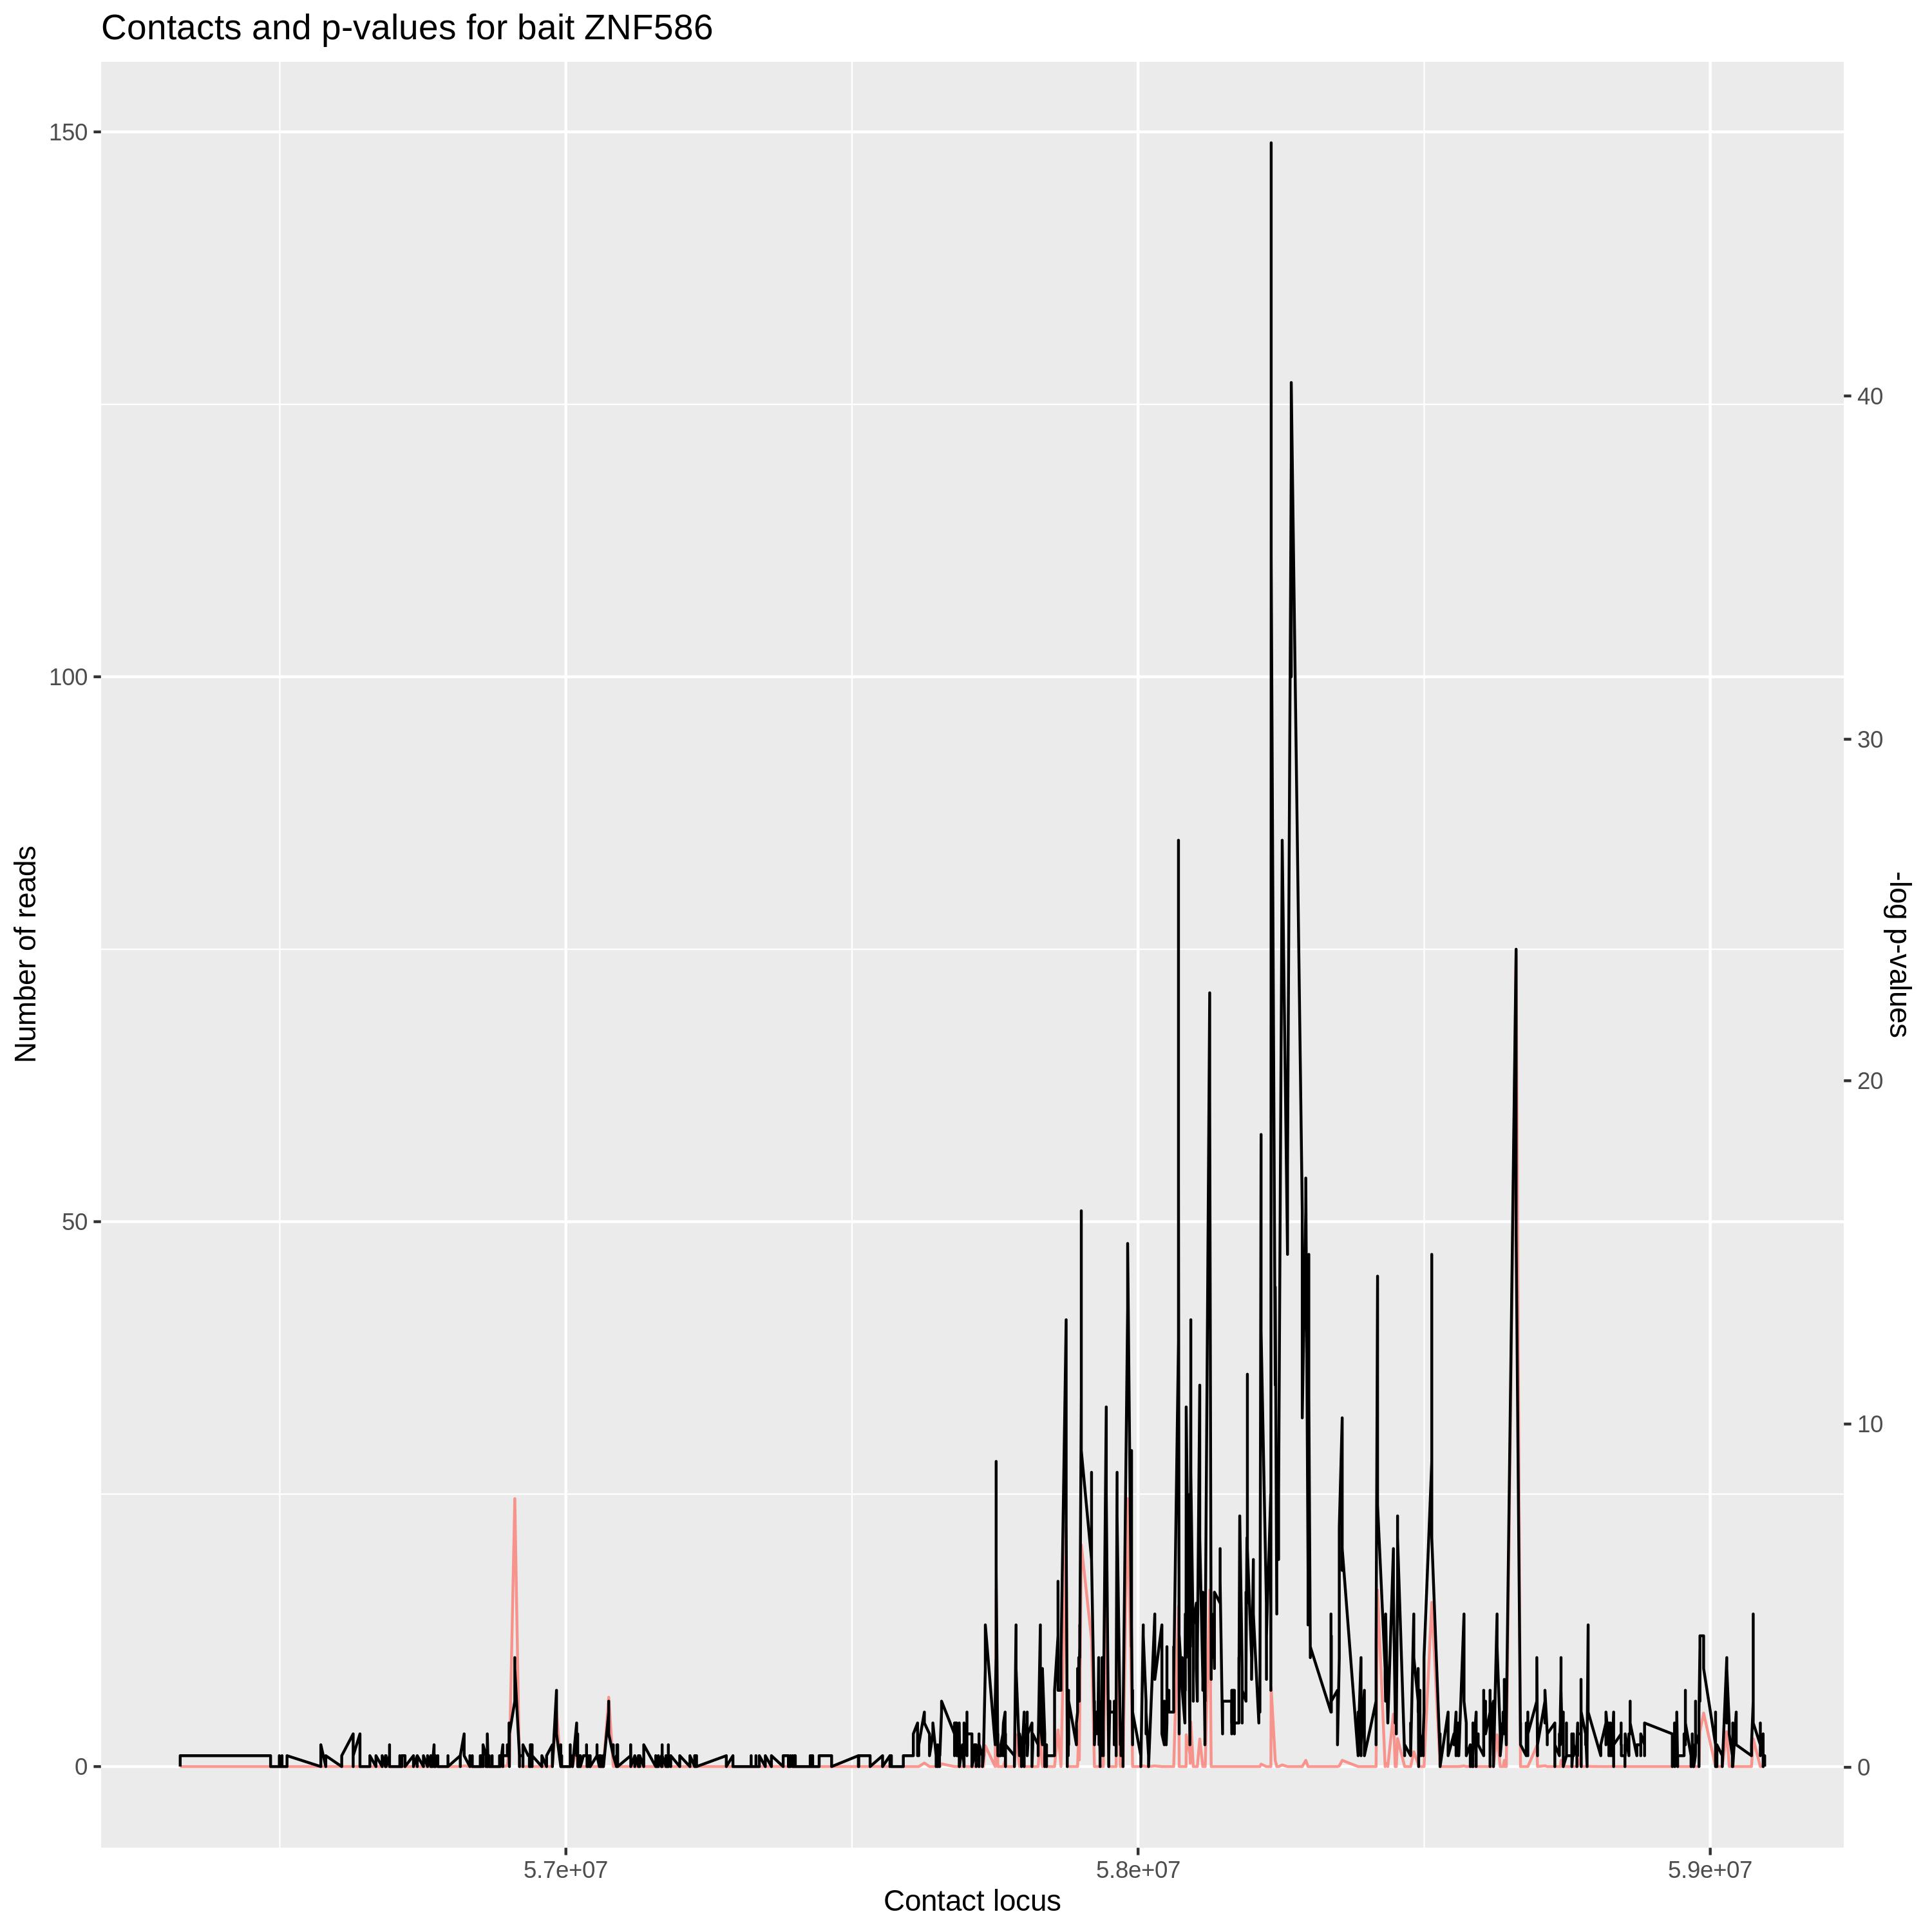 Contacts and p-values for bait ZNF586
150
100
50
0
Number of reads
40
30
20
10
0
-log p-values
5.7e+07
5.8e+07
5.9e+07
Contact locus